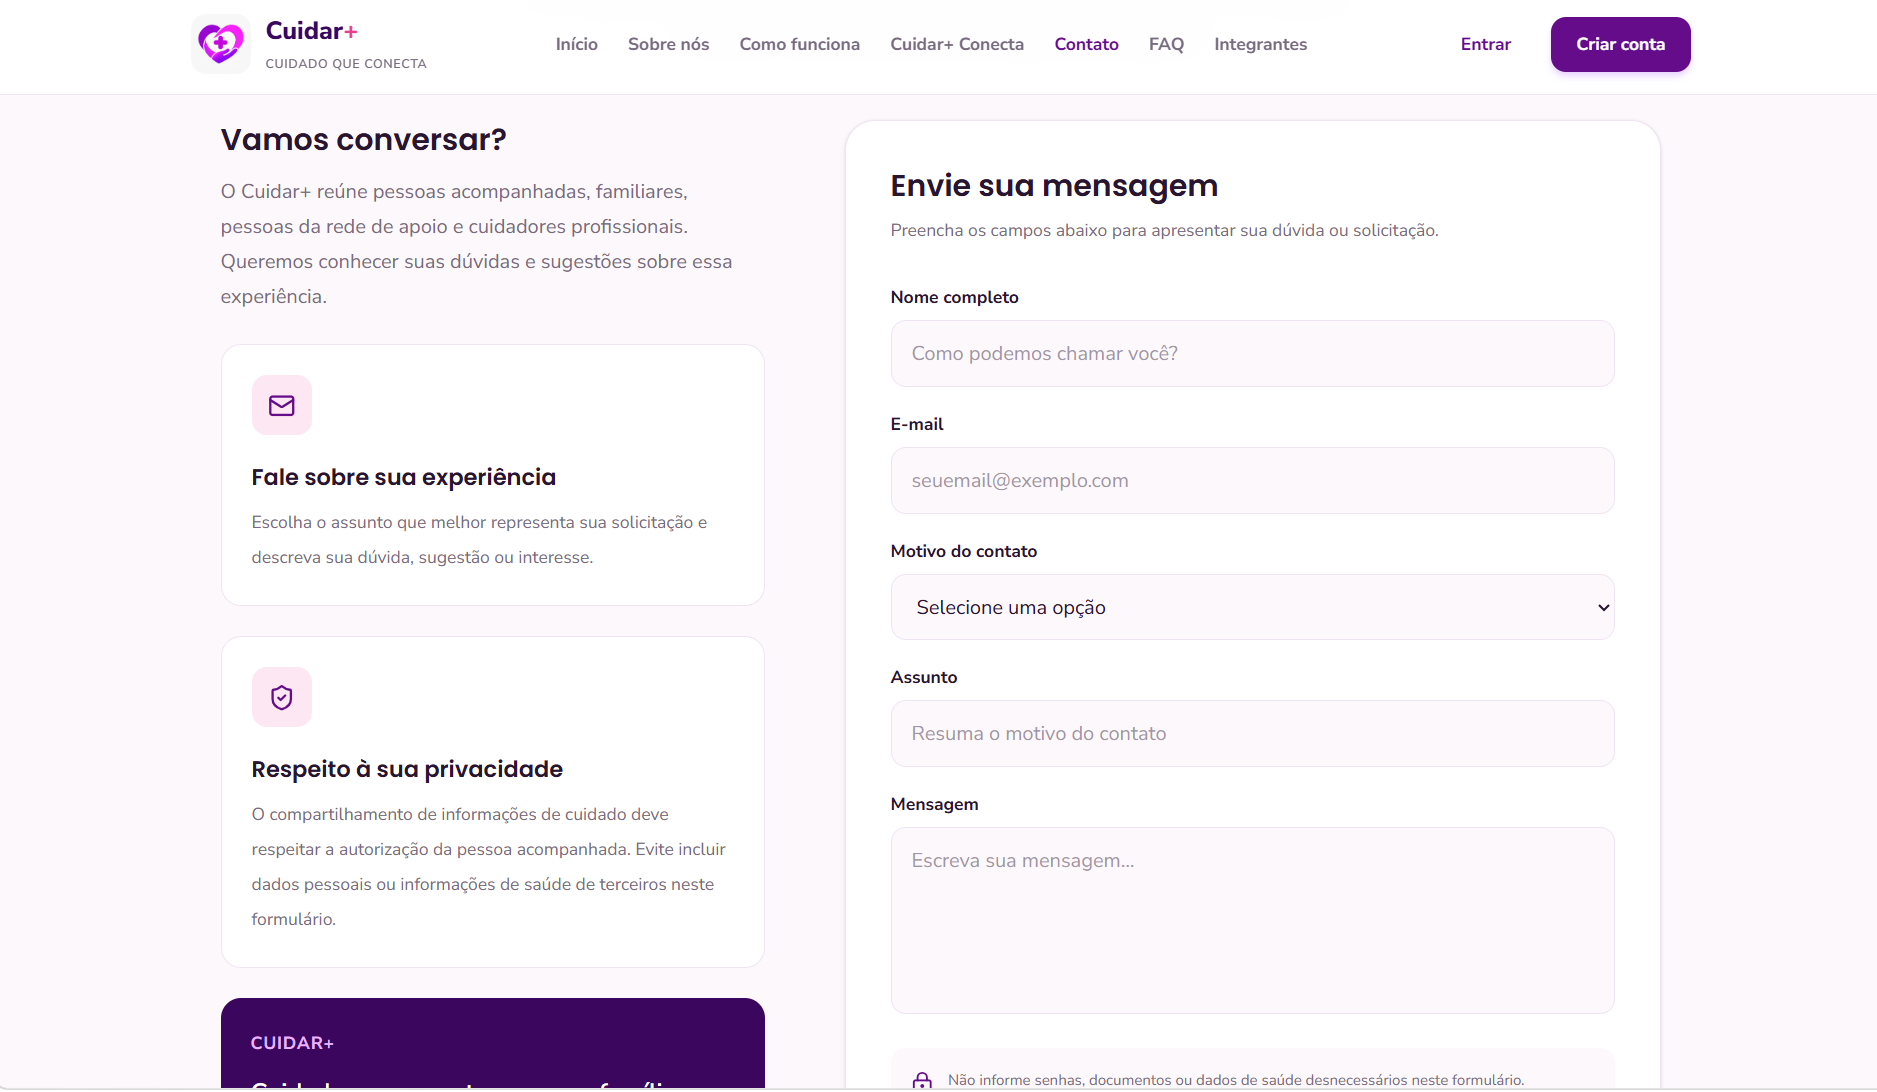 Cuidar+
CUIDADO QUE CONECTA
Início
Sobre nós
Como funciona
Cuidar+ Conecta
Contato
FAQ
Integrantes
Entrar
Criar conta
Vamos conversar?
O Cuidar+ reúne pessoas acompanhadas, familiares,
pessoas da rede de apoio e cuidadores profissionais.
Queremos conhecer suas dúvidas e sugestões sobre essa
experiência.
Fale sobre sua experiência
Escolha o assunto que melhor representa sua solicitação e
descreva sua dúvida, sugestão ou interesse.
Respeito à sua privacidade
O compartilhamento de informações de cuidado deve
respeitar a autorização da pessoa acompanhada. Evite incluir
dados pessoais ou informações de saúde de terceiros neste
formulário.
CUIDAR+
Envie sua mensagem
Preencha os campos abaixo para apresentar sua dúvida ou solicitação.
Nome completo
Como podemos chamar você?
E-mail
seuemail@exemplo.com
Motivo do contato
Selecione uma opção
Assunto
Resuma o motivo do contato
Mensagem
Escreva sua mensagem...
Não informe senhas, documentos ou dados de saúde desnecessários neste formulário.